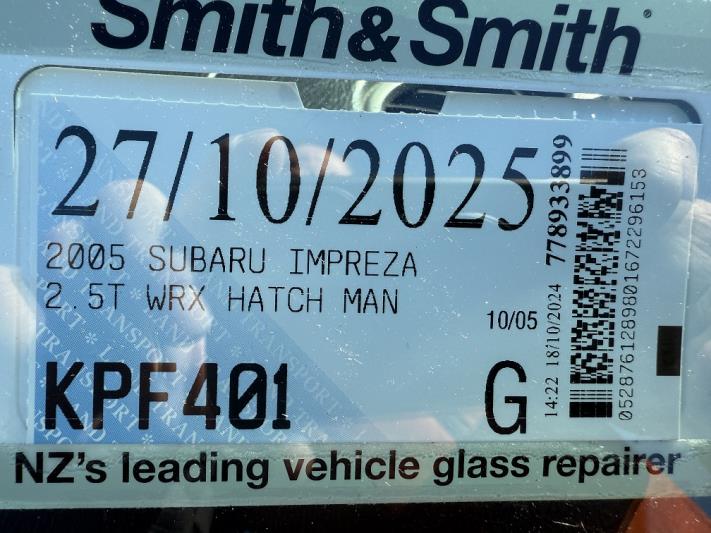 Smith&Smith®
27/10/2025
2005 SUBARU IMPREZA
2.5T WRX HATCH MAN
10/05
KPF401
G
778933899
14:22 18/10/2024
0528761289801672296153
NZ's leading vehicle glass repairer